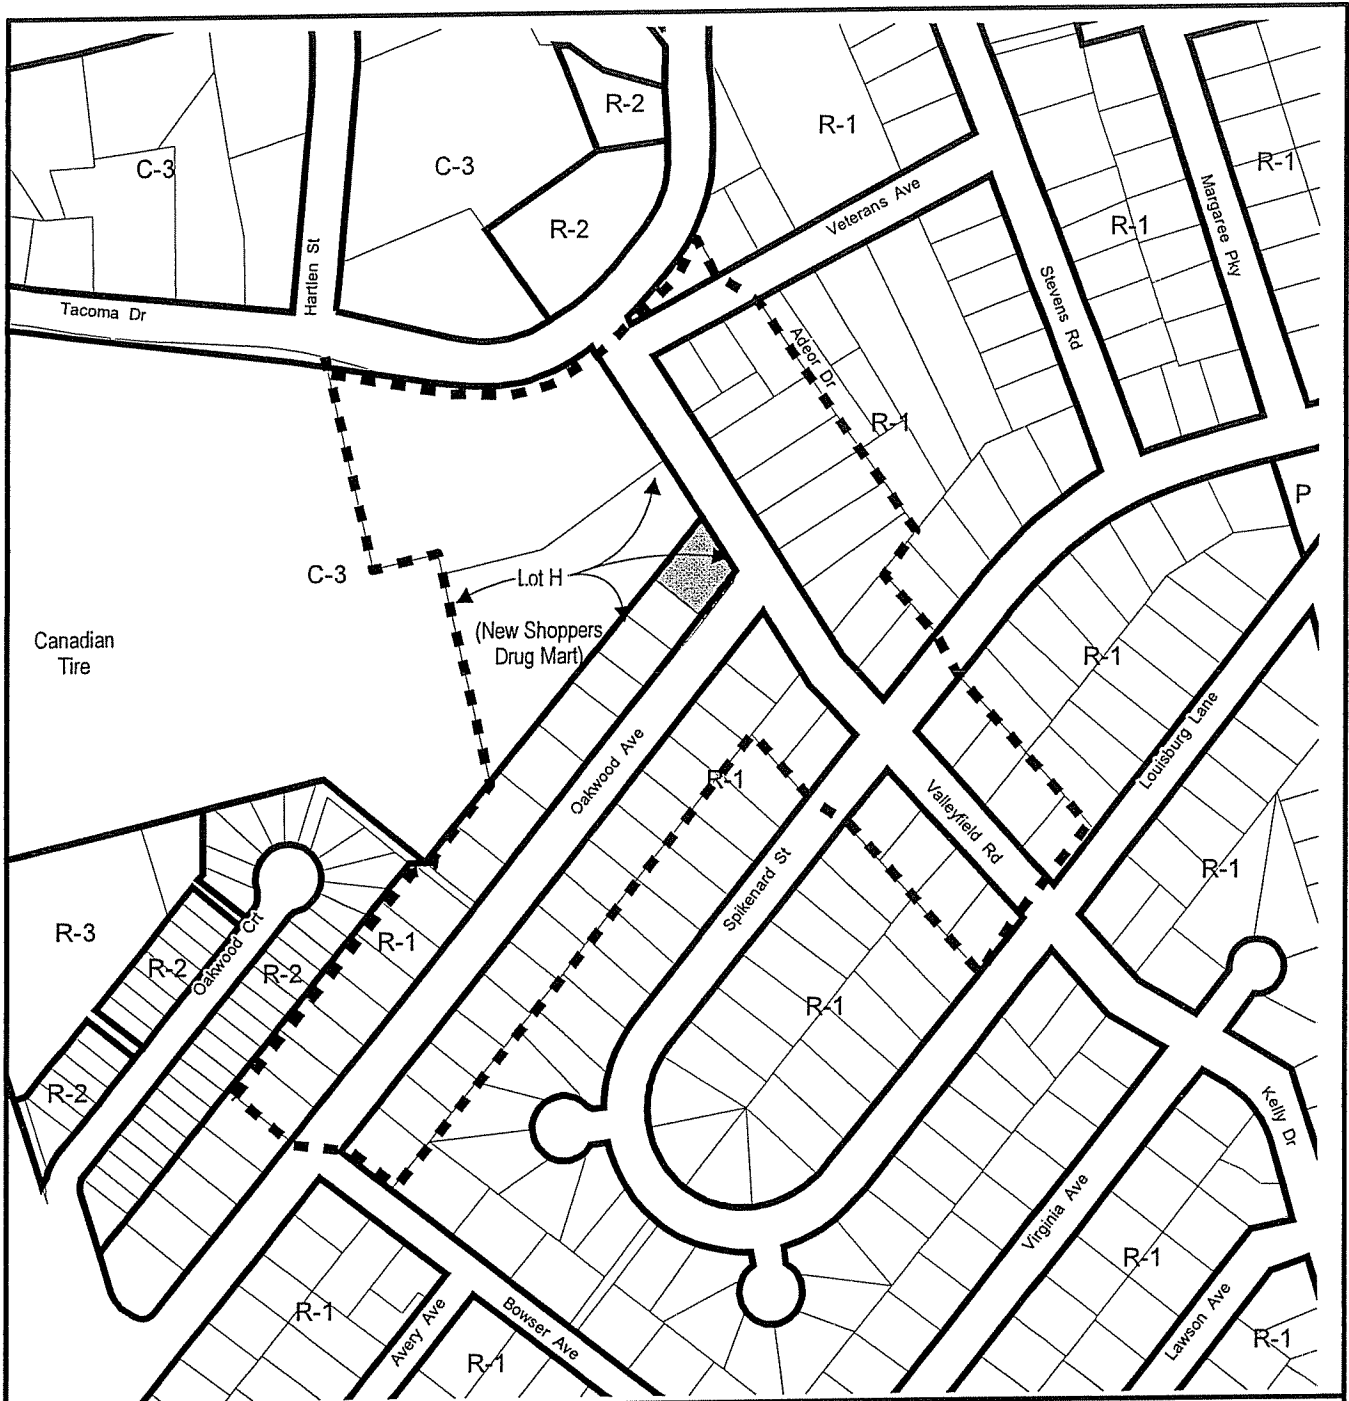 R-2
R-1
C-3
C-3
R-1
Veterans Ave
Margaree Pky
R-2
R-1
Hartlen St
Stevens Rd
Tacoma Dr
Adeor Dr
R-1
P
C-3
Lot H
(New Shoppers
Drug Mart)
Canadian
Tire
R-1
Louisburg Lane
Oakwood Ave
R-1
Valleyfield Rd
R-1
Spikenard St
R-3
R-1
R-2
Oakwood Crt
R-2
R-1
R-2
Kelly Dr
Virginia Ave
R-1
R-1
Avery Ave
Bowser Ave
Lawson Ave
R-1
R-1